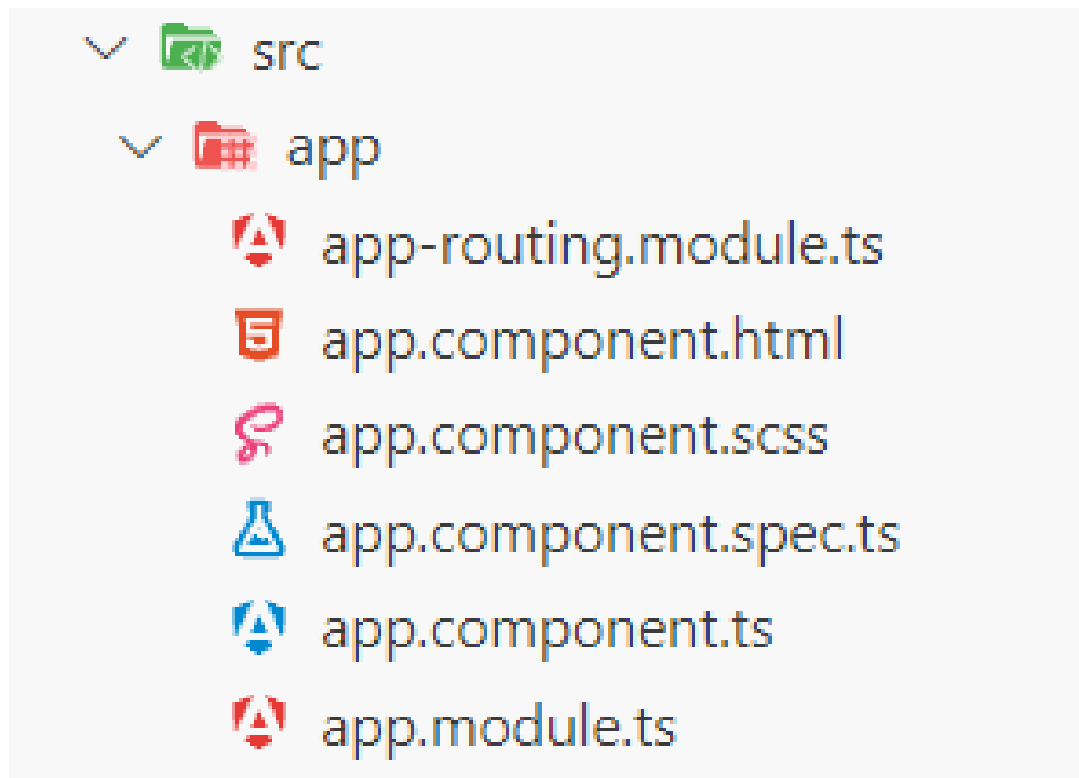 src
app
app-routing.module.ts
app.component.html
app.component.scss
app.component.spec.ts
app.component.ts
app.module.ts